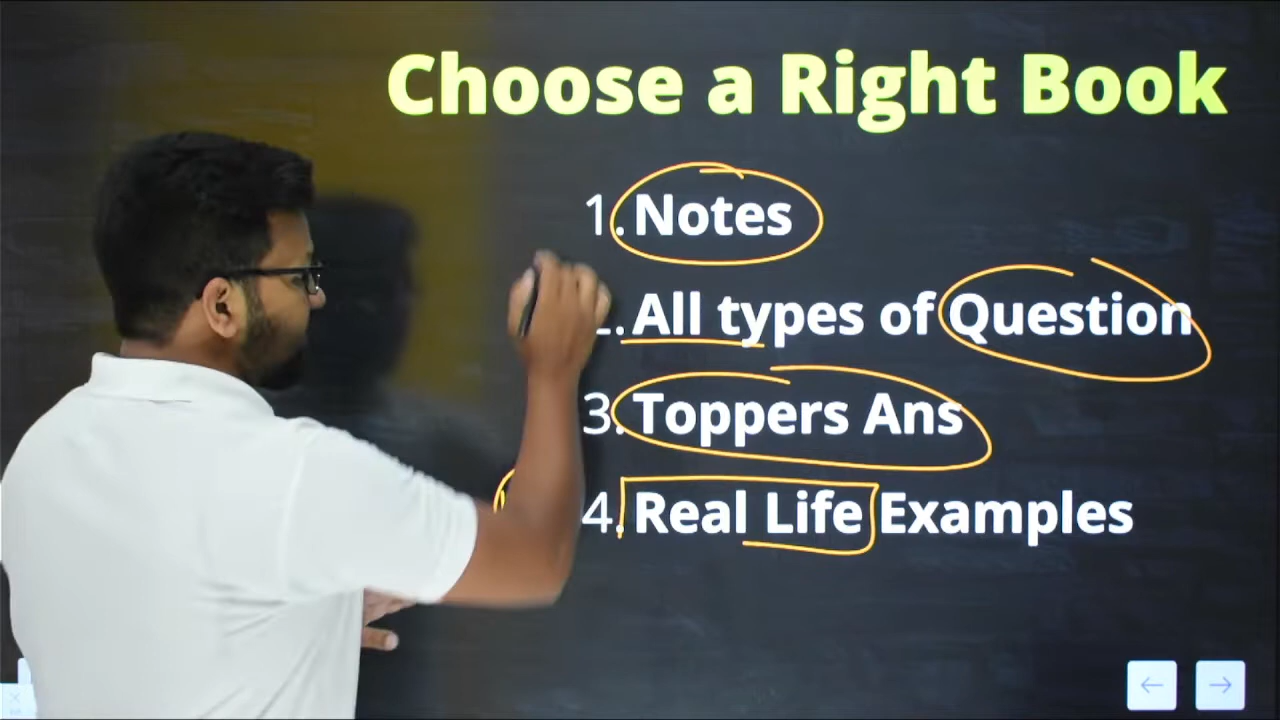 Choose a Right Book
1. Notes
. All types of Question
3. Toppers Ans
4. Real Life Examples